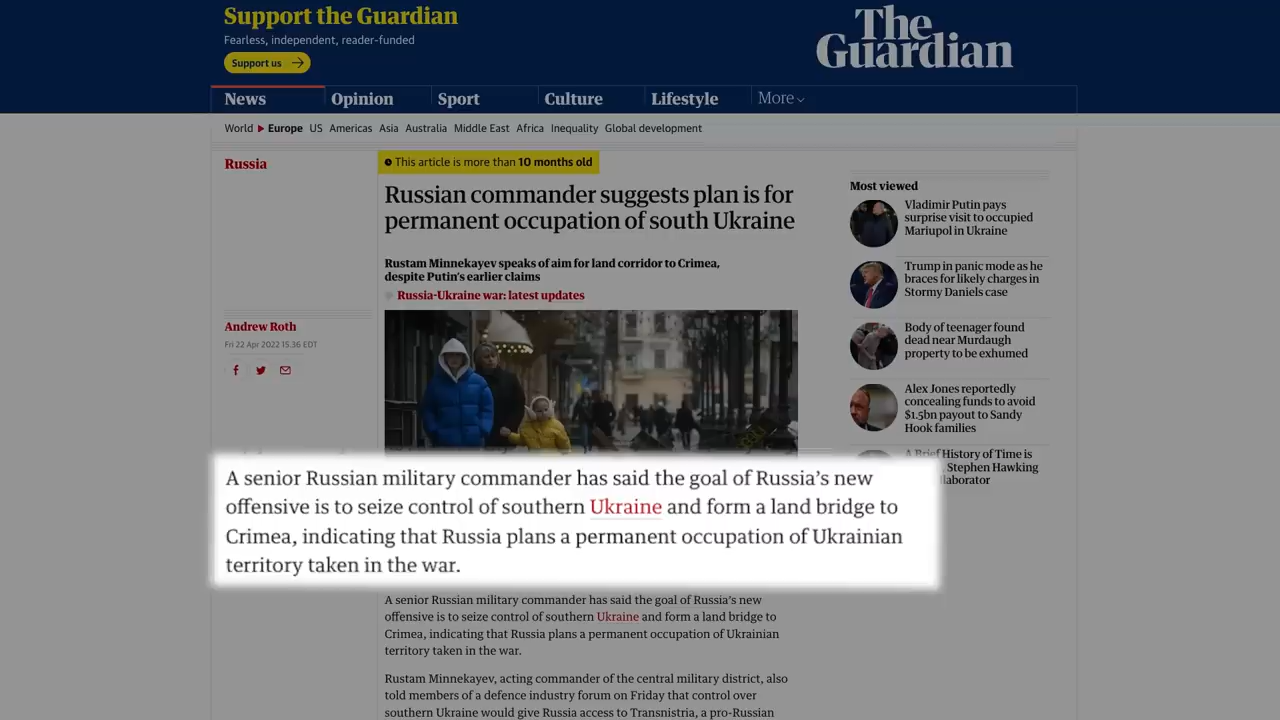 Support the Guardian
Fearless, independent, reader-funded
Support us
The
Guardian
News
Opinion
Sport
Culture
Lifestyle
More
World
Europe
US
Americas
Asia
Australia
Middle East
Africa
Inequality
Global development
Russia
This article is more than 10 months old
Russian commander suggests plan is for
permanent occupation of south Ukraine
Rustam Minnekayev speaks of aim for land corridor to Crimea,
despite Putin's earlier claims
Russia-Ukraine war: latest updates
Andrew Roth
Fri 22 Apr 2022 15.36 EDT
A senior Russian military commander has said the goal of Russia's new
offensive is to seize control of southern Ukraine and form a land bridge to
Crimea, indicating that Russia plans a permanent occupation of Ukrainian
territory taken in the war.
A senior Russian military commander has said the goal of Russia's new
offensive is to seize control of southern Ukraine and form a land bridge to
Crimea, indicating that Russia plans a permanent occupation of Ukrainian
territory taken in the war.
Rustam Minnekayev, acting commander of the central military district, also
told members of a defence industry forum on Friday that control over
southern Ukraine would give Russia access to Transnistria, a pro-Russian
Most viewed
Vladimir Putin pays
surprise visit to occupied
Mariupol in Ukraine
Trump in panic mode as he
braces for likely charges in
Stormy Daniels case
Body of teenager found
dead near Murdaugh
property to be exhumed
Alex Jones reportedly
concealing funds to avoid
$1.5bn payout to Sandy
Hook families
A Brief History of Time is
Stephen Hawking